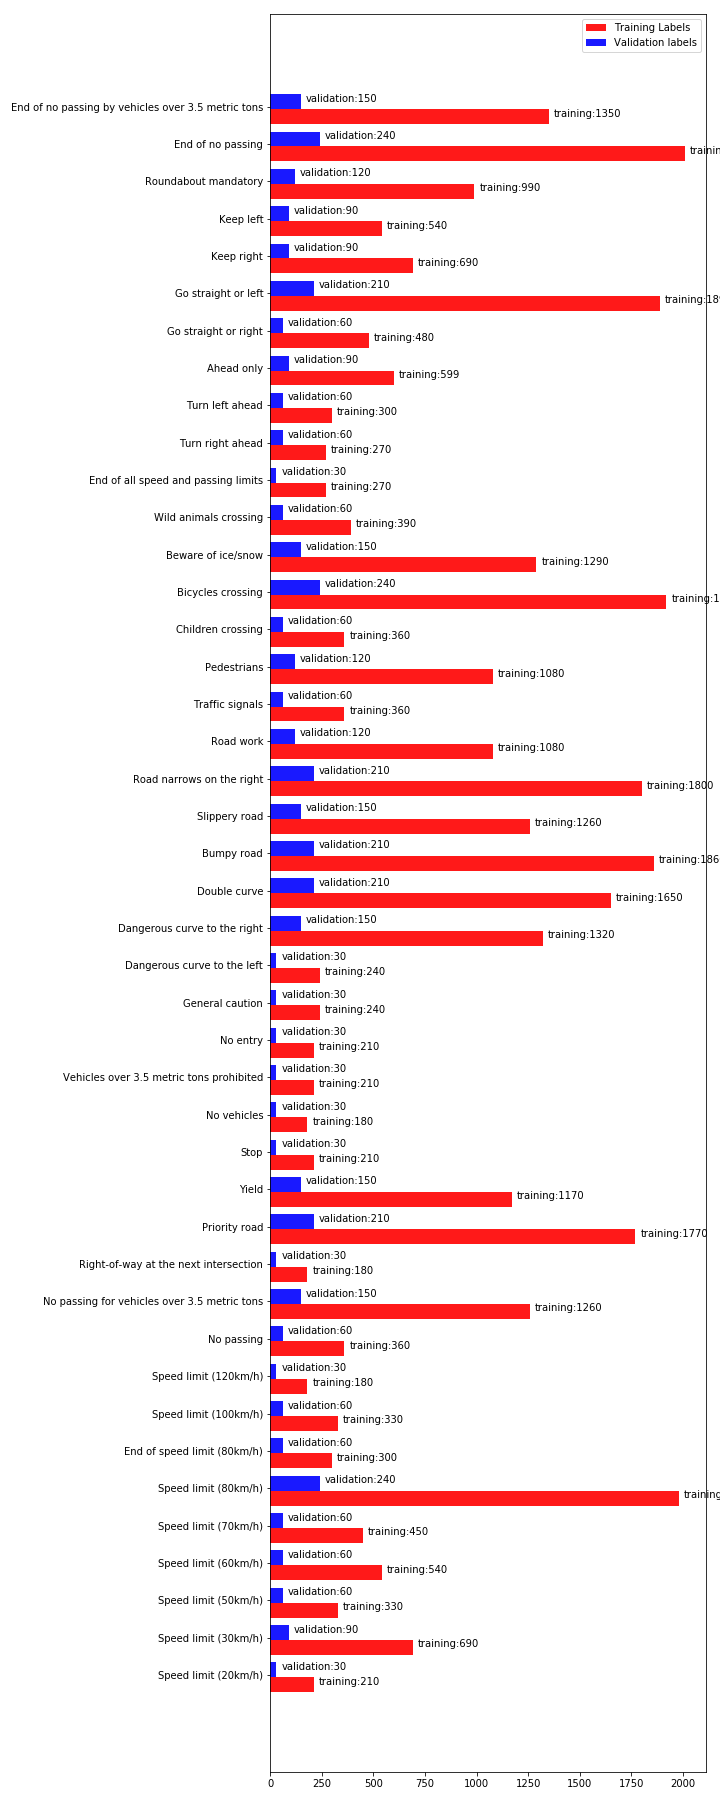 Training Labels
Validation labels
End of no passing by vehicles over 3.5 metric tons
validation:150
training:1350
End of no passing
validation:240
Roundabout mandatory
validation:120
training:990
Keep left
validation:90
training:540
Keep right
validation:90
training:690
Go straight or left
validation:210
Go straight or right
validation:60
training:480
Ahead only
validation:90
training:599
Turn left ahead
validation:60
training:300
Turn right ahead
validation:60
training:270
End of all speed and passing limits
validation:30
training:270
Wild animals crossing
validation:60
training:390
Beware of ice/snow
validation:150
training:1290
Bicycles crossing
validation:240
Children crossing
validation:60
training:360
Pedestrians
validation:120
training:1080
Traffic signals
validation:60
training:360
Road work
validation:120
training:1080
Road narrows on the right
validation:210
training:1800
Slippery road
validation:150
training:1260
Bumpy road
validation:210
training:186
Double curve
validation:210
training:1650
Dangerous curve to the right
validation:150
training:1320
Dangerous curve to the left
validation:30
training:240
General caution
validation:30
training:240
No entry
validation:30
training:210
Vehicles over 3.5 metric tons prohibited
validation:30
training:210
No vehicles
validation:30
training:180
Stop
validation:30
training:210
Yield
validation:150
training:1170
Priority road
validation:210
training:1770
Right-of-way at the next intersection
validation:30
training:180
No passing for vehicles over 3.5 metric tons
validation:150
training:1260
No passing
validation:60
training:360
Speed limit (120km/h)
validation:30
training:180
Speed limit (100km/h)
validation:60
training:330
End of speed limit (80km/h)
validation:60
training:300
Speed limit (80km/h)
validation:240
training
Speed limit (70km/h)
validation:60
training:450
Speed limit (60km/h)
validation:60
training:540
Speed limit (50km/h)
validation:60
training:330
Speed limit (30km/h)
validation:90
training:690
Speed limit (20km/h)
validation:30
training:210
0 250 500 750 1000 1250 1500 1750 2000